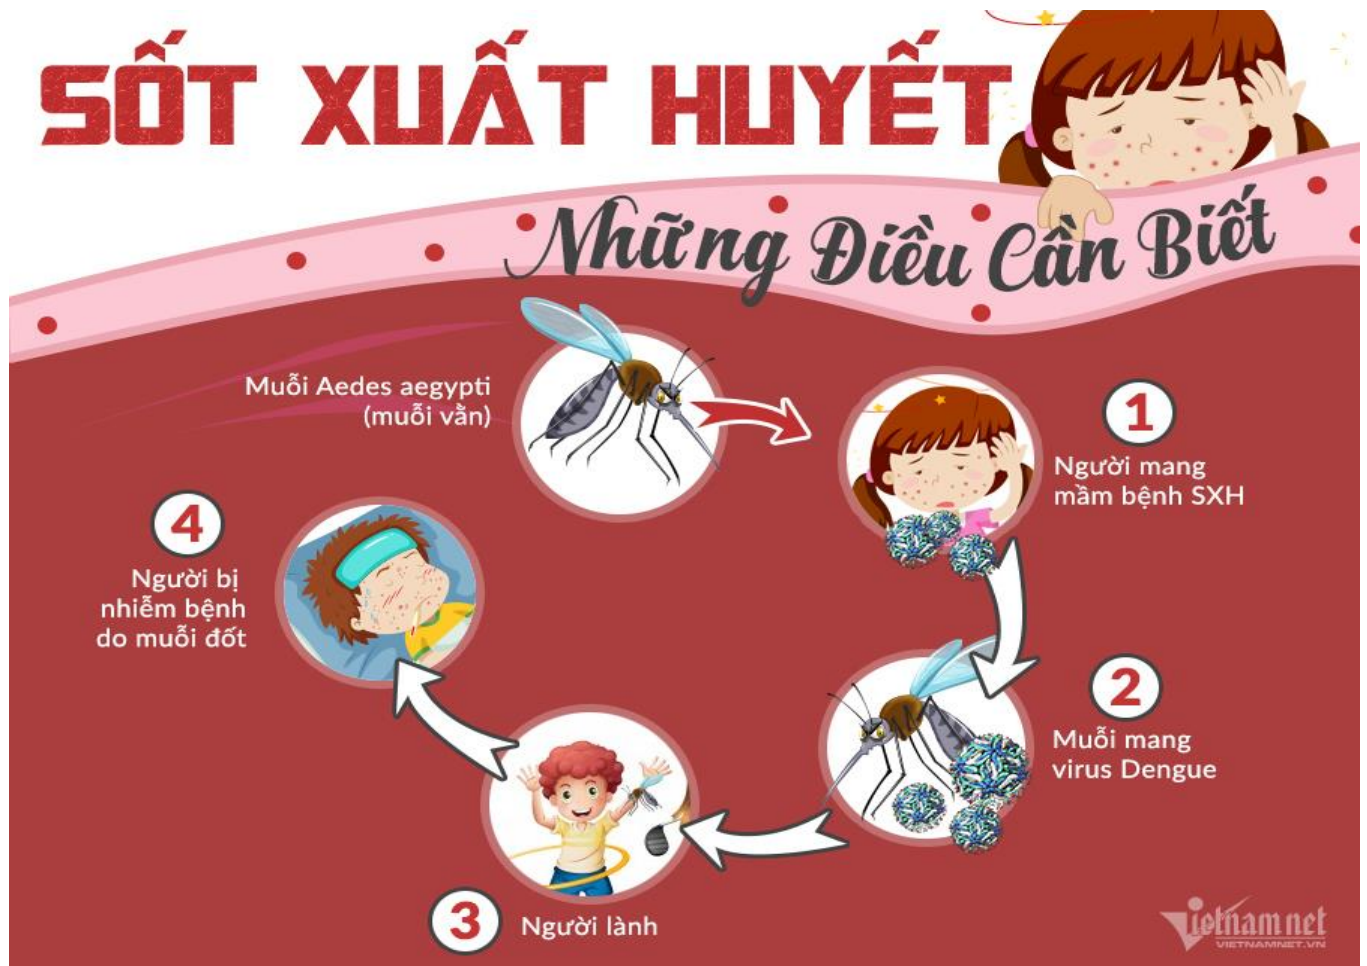 SỐT XUẤT HUYẾT
Những Điều Cần Biết
Muỗi Aedes aegypti
(muỗi vằn)
1
Người mang
mầm bệnh SXH
2
Muỗi mang
virus Dengue
3
Người lành
4
Người bị
nhiễm bệnh
do muỗi đốt
Vietnamnet
VIETNAMNET.VN